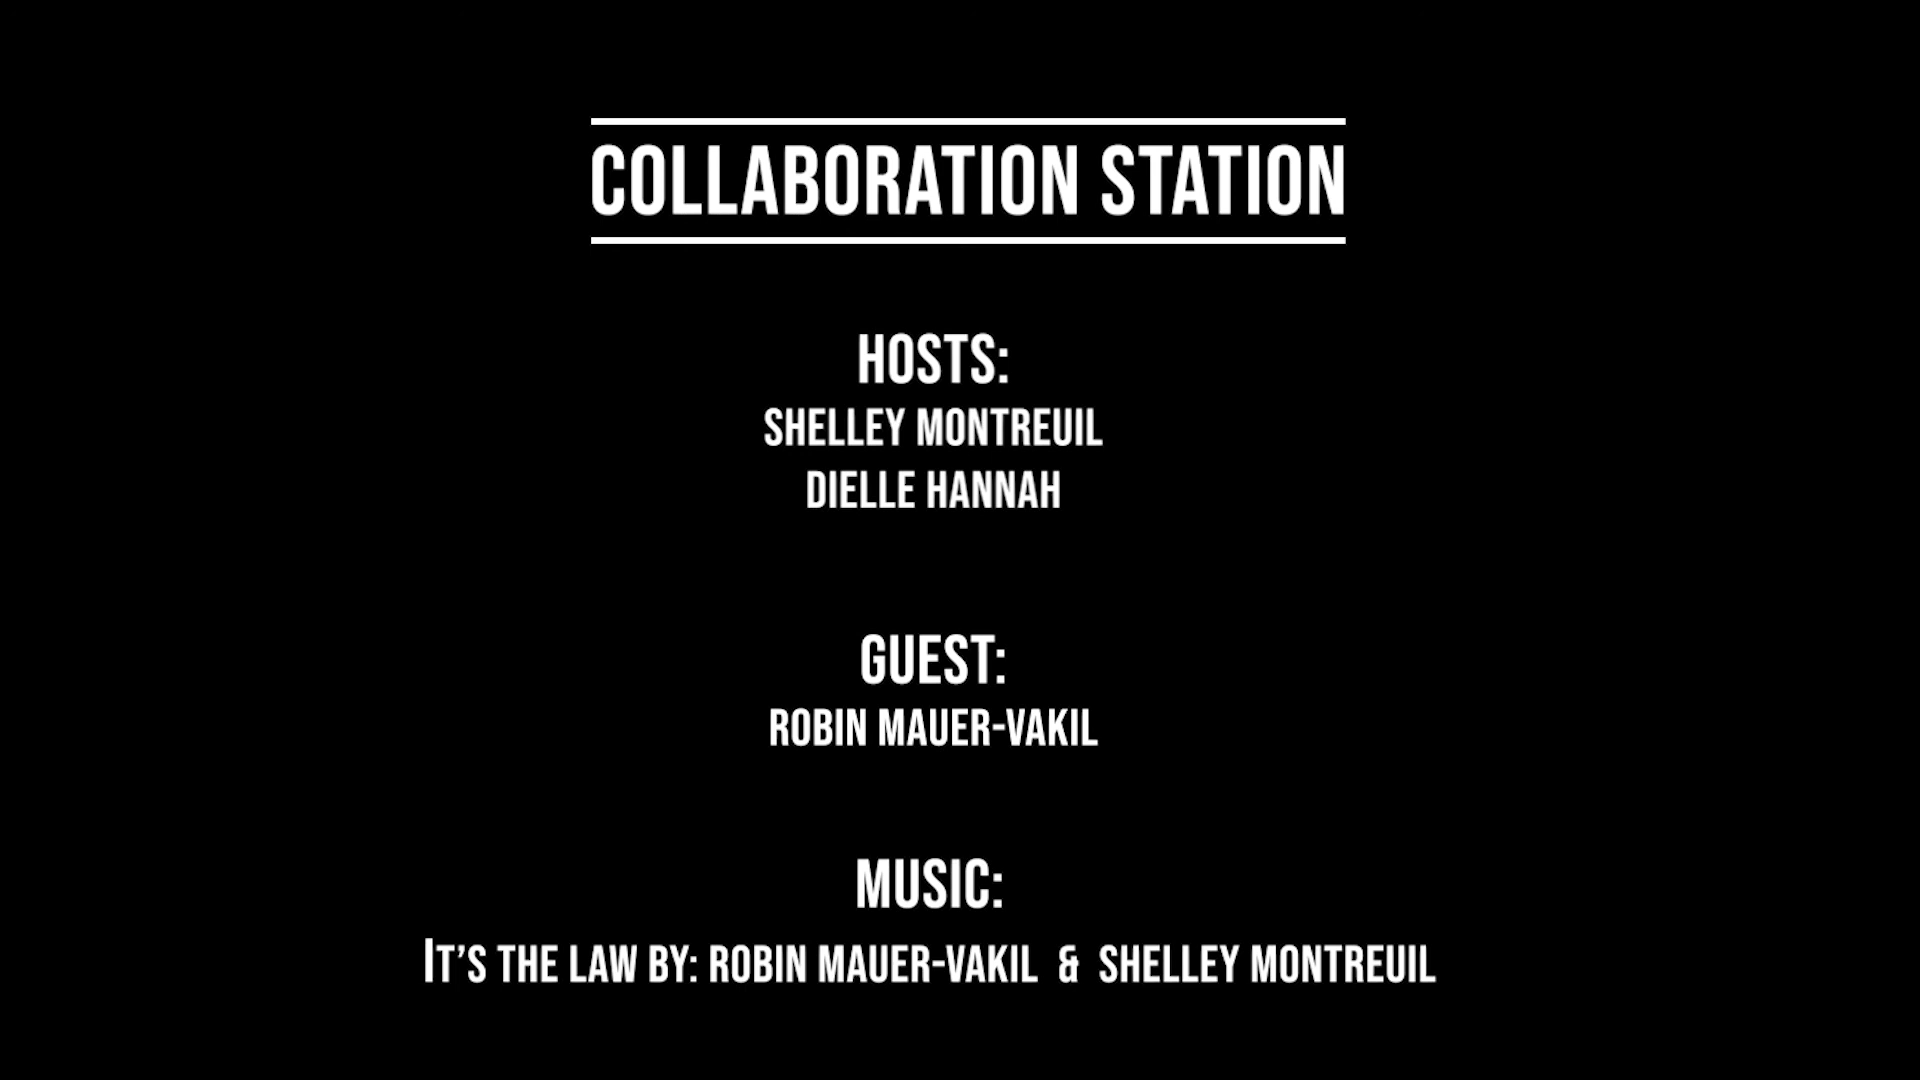 COLLABORATION STATION
HOSTS:
SHELLEY MONTREUIL
DIELLE HANNAH
GUEST:
ROBIN MAUER-VAKIL
MUSIC:
IT'S THE LAW BY: ROBIN MAUER-VAKIL & SHELLEY MONTREUIL